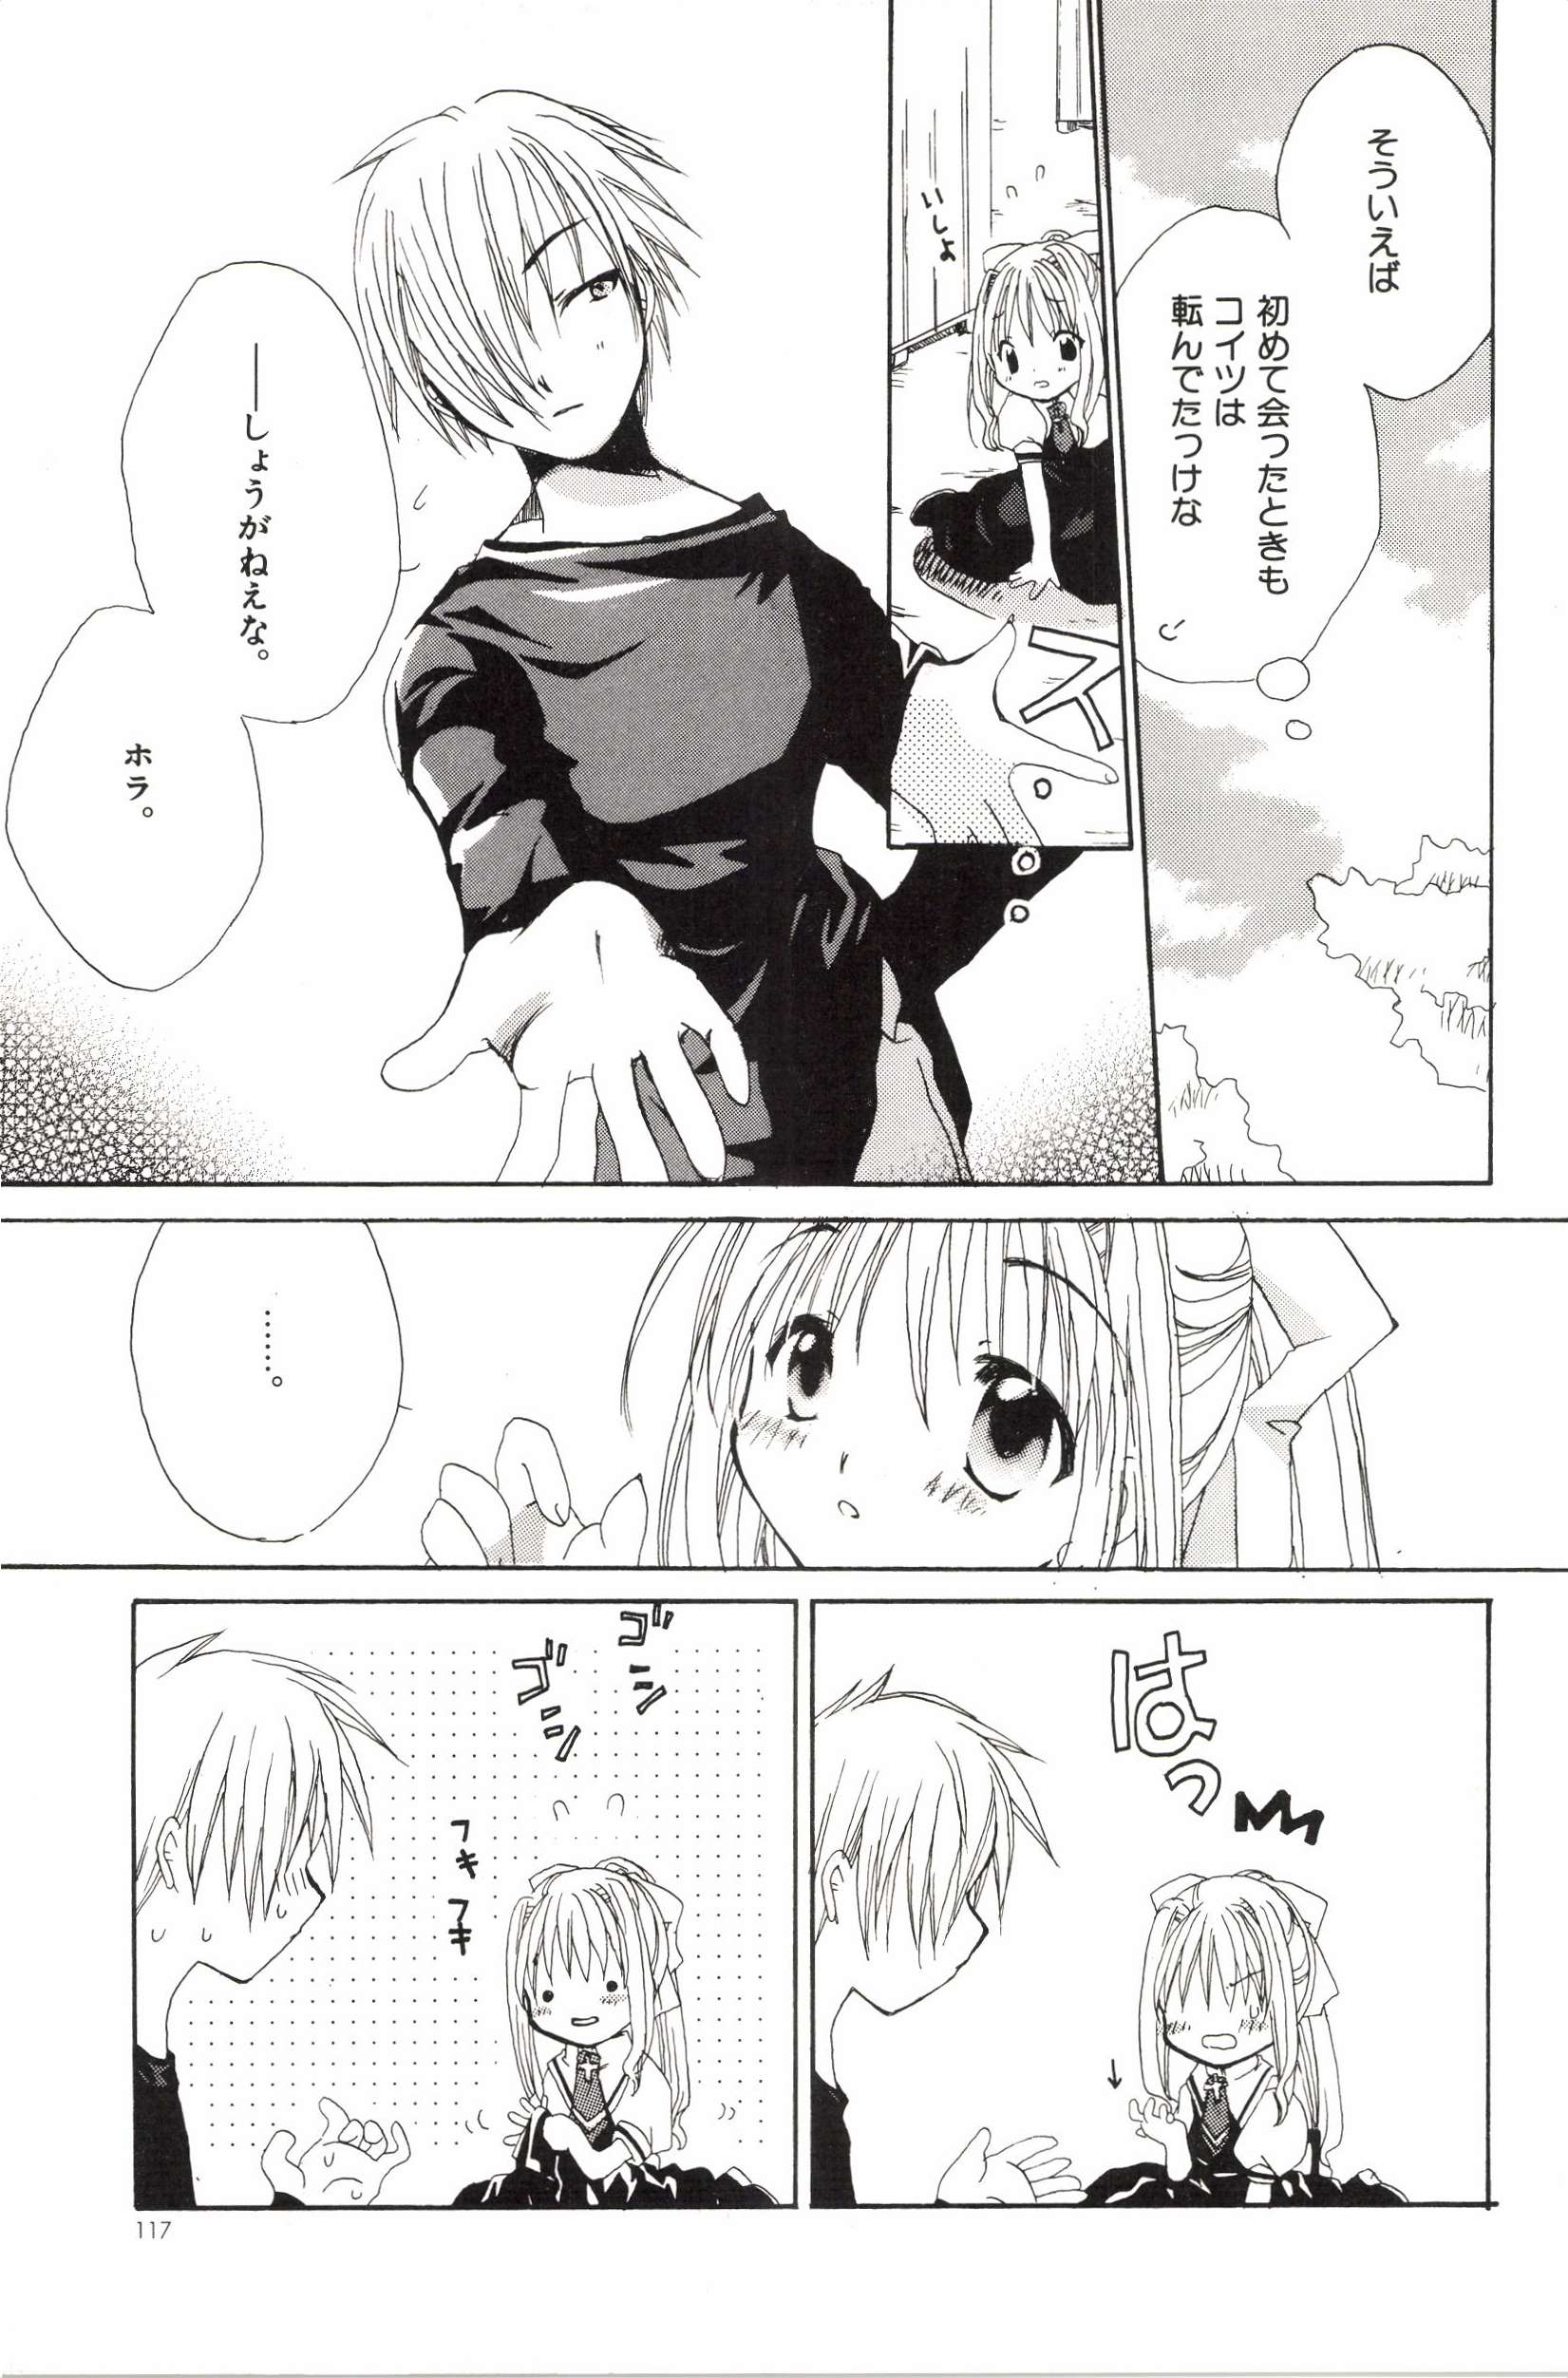 そういえば
初めて会ったときも
コイツは
転んでたっけな
いしょ
ス
―しょうがねえな。
ホラ。
……。
はっ
ゴシ
ゴシ
フキ
フキ
117